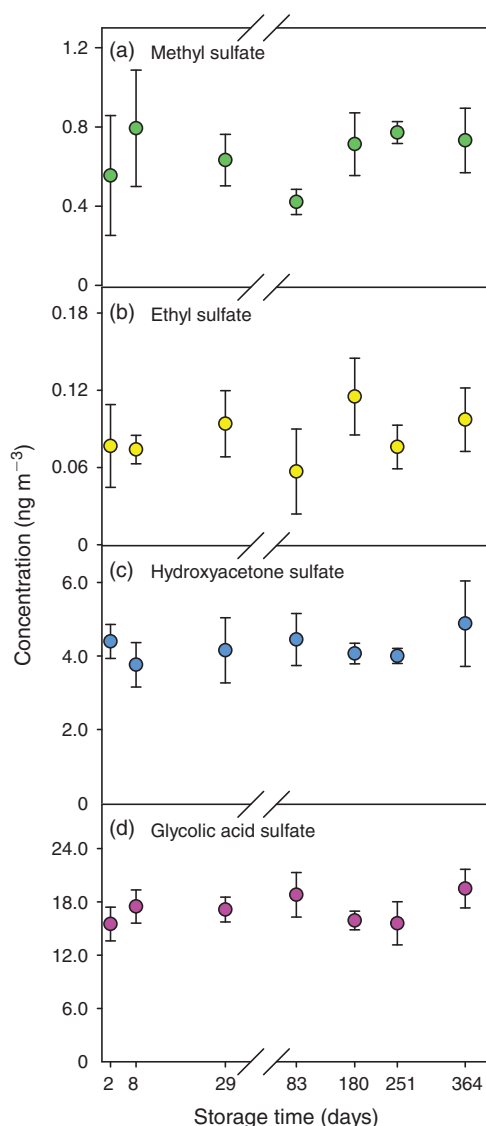 (a) Methyl sulfate
1.2
0.8
0.4
0
(b) Ethyl sulfate
0.18
0.12
0.06
0
(c) Hydroxyacetone sulfate
6.0
4.0
2.0
0
(d) Glycolic acid sulfate
24.0
18.0
12.0
6.0
0
Concentration (ng m⁻³)
2 8 29 83 180 251 364
Storage time (days)